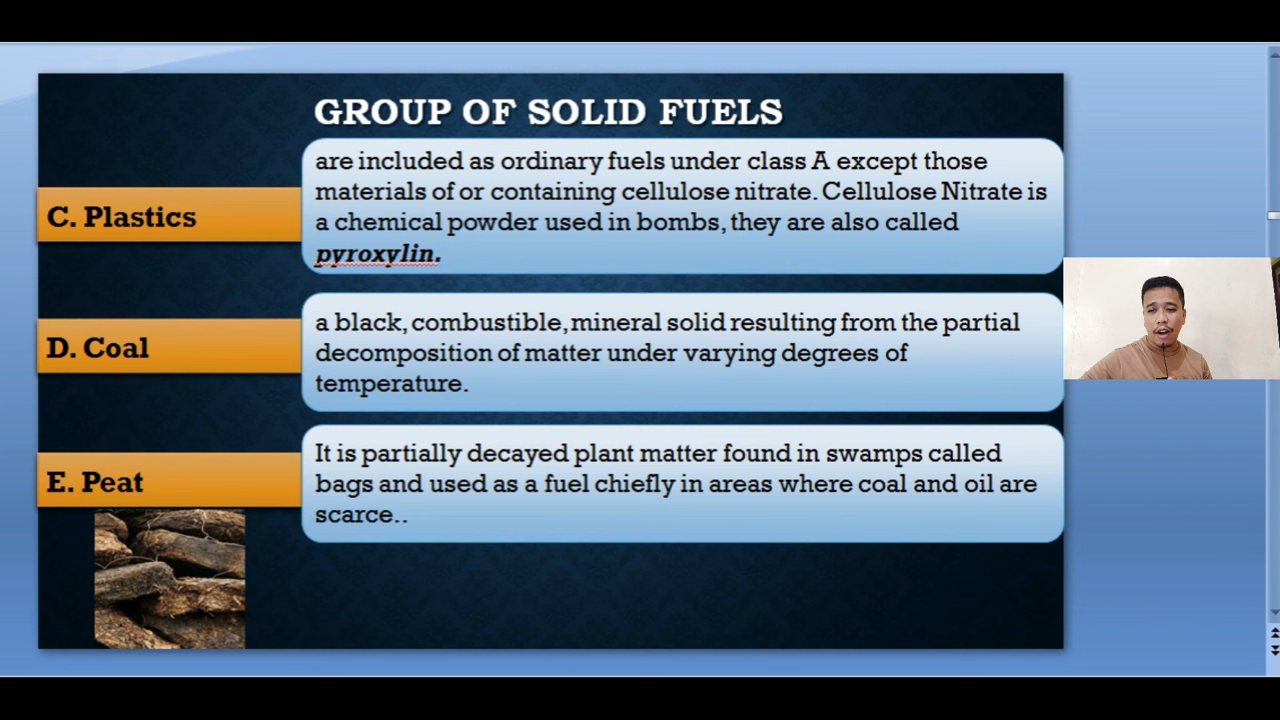 GROUP OF SOLID FUELS
C. Plastics
are included as ordinary fuels under class A except those
materials of or containing cellulose nitrate. Cellulose Nitrate is
a chemical powder used in bombs, they are also called
pyroxylin.
D. Coal
a black, combustible, mineral solid resulting from the partial
decomposition of matter under varying degrees of
temperature.
E. Peat
It is partially decayed plant matter found in swamps called
bags and used as a fuel chiefly in areas where coal and oil are
scarce..